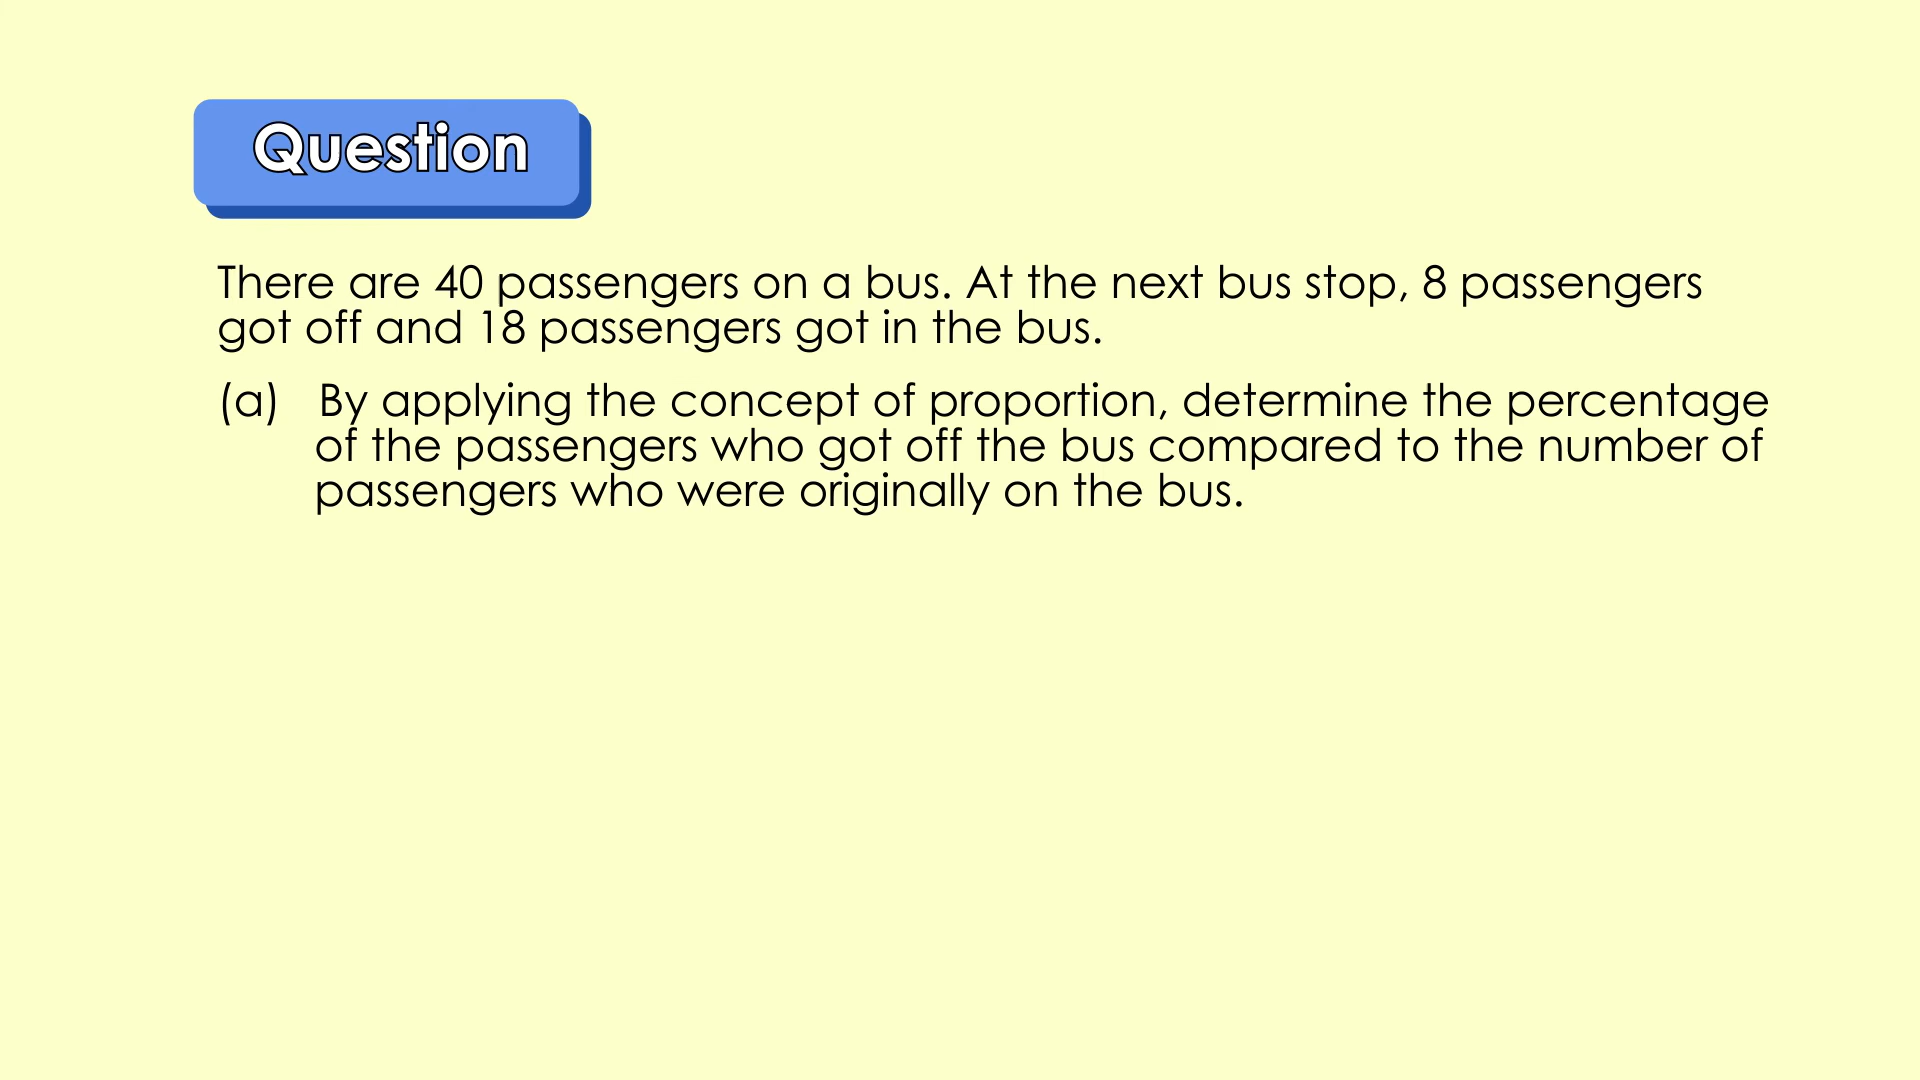 Question
There are 40 passengers on a bus. At the next bus stop, 8 passengers
got off and 18 passengers got in the bus.
(a) By applying the concept of proportion, determine the percentage
of the passengers who got off the bus compared to the number of
passengers who were originally on the bus.